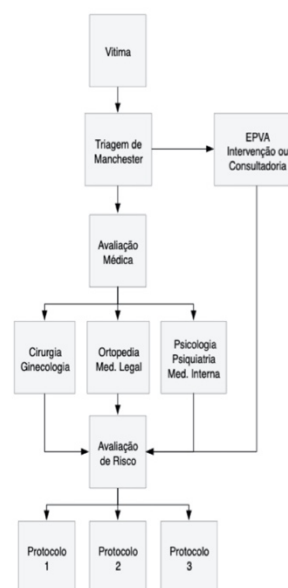 Vitima
Triagem de
Manchester
EPVA
Intervenção ou
Consultadoria
Avaliação
Médica
Cirurgia
Ginecologia
Ortopedia
Med. Legal
Psicologia
Psiquiatria
Med. Interna
Avaliação
de Risco
Protocolo
1
Protocolo
2
Protocolo
3